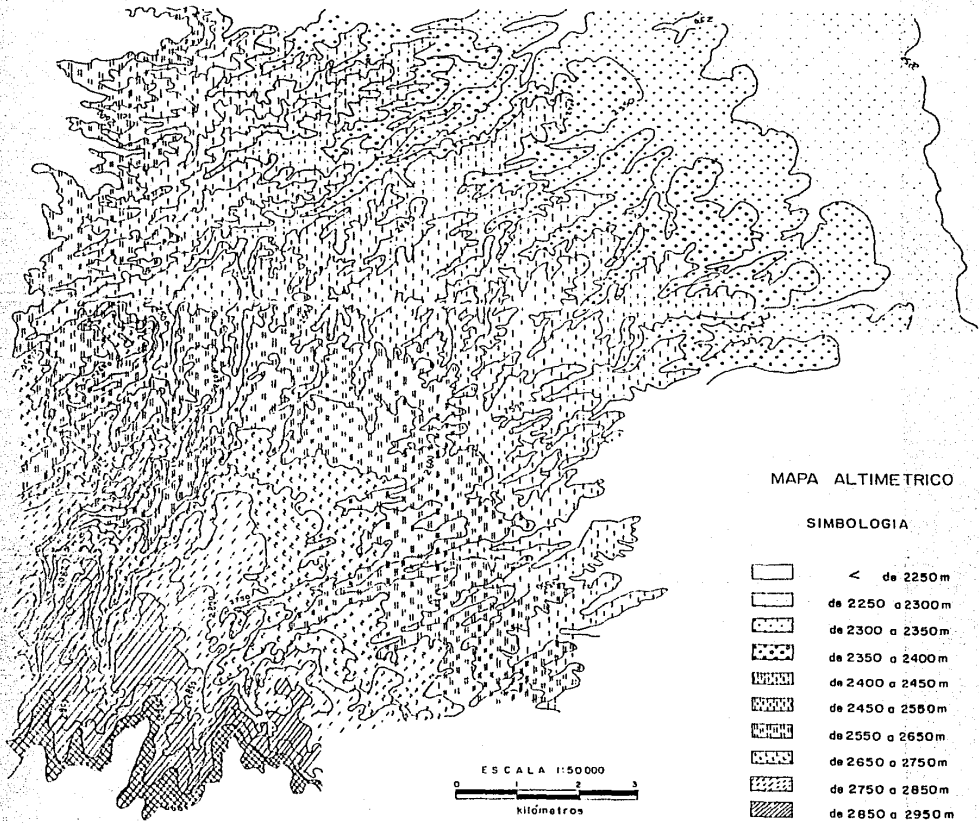 MAPA ALTIMETRICO
SIMBOLOGIA
< de 2250 m
de 2250 a 2300 m
de 2300 a 2350 m
de 2350 a 2400 m
de 2400 a 2450 m
de 2450 a 2550 m
de 2550 a 2650 m
de 2650 a 2750 m
de 2750 a 2850 m
de 2850 a 2950 m
ESCALA 1:50 000
0 1 2 3
kilómetros